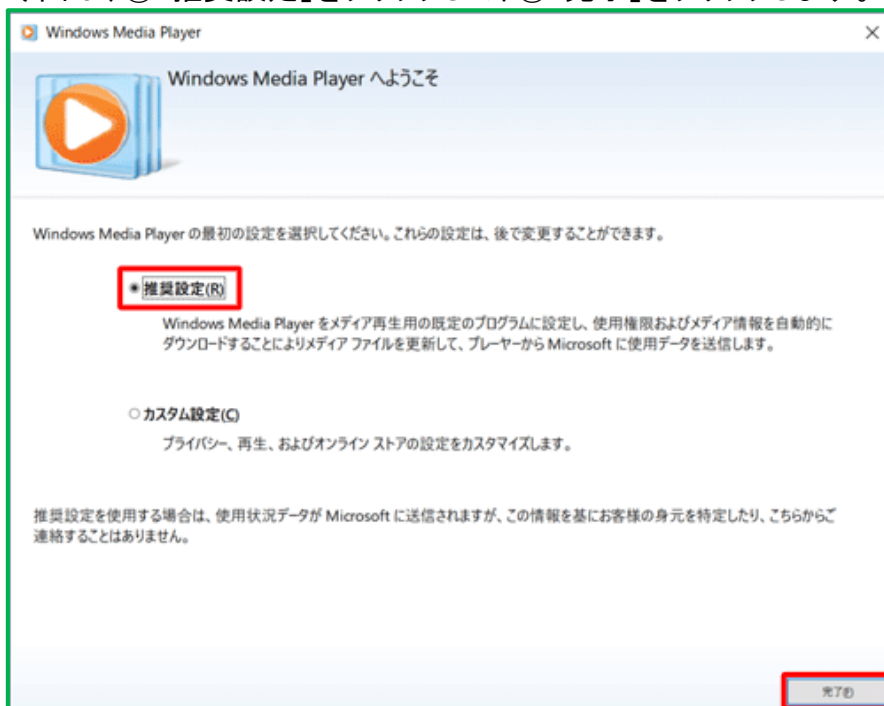 Windows Media Player
Windows Media Player へようこそ
Windows Media Player の最初の設定を選択してください。これらの設定は、後で変更することができます。
推奨設定(R)
Windows Media Player をメディア再生用の既定のプログラムに設定し、使用権限およびメディア情報を自動的に
ダウンロードすることによりメディア ファイルを更新して、プレーヤーから Microsoft に使用データを送信します。
カスタム設定(C)
プライバシー、再生、およびオンライン ストアの設定をカスタマイズします。
推奨設定を使用する場合は、使用状況データが Microsoft に送信されますが、この情報を基にお客様の身元を特定したり、こちらからご
連絡することはありません。
完了(F)